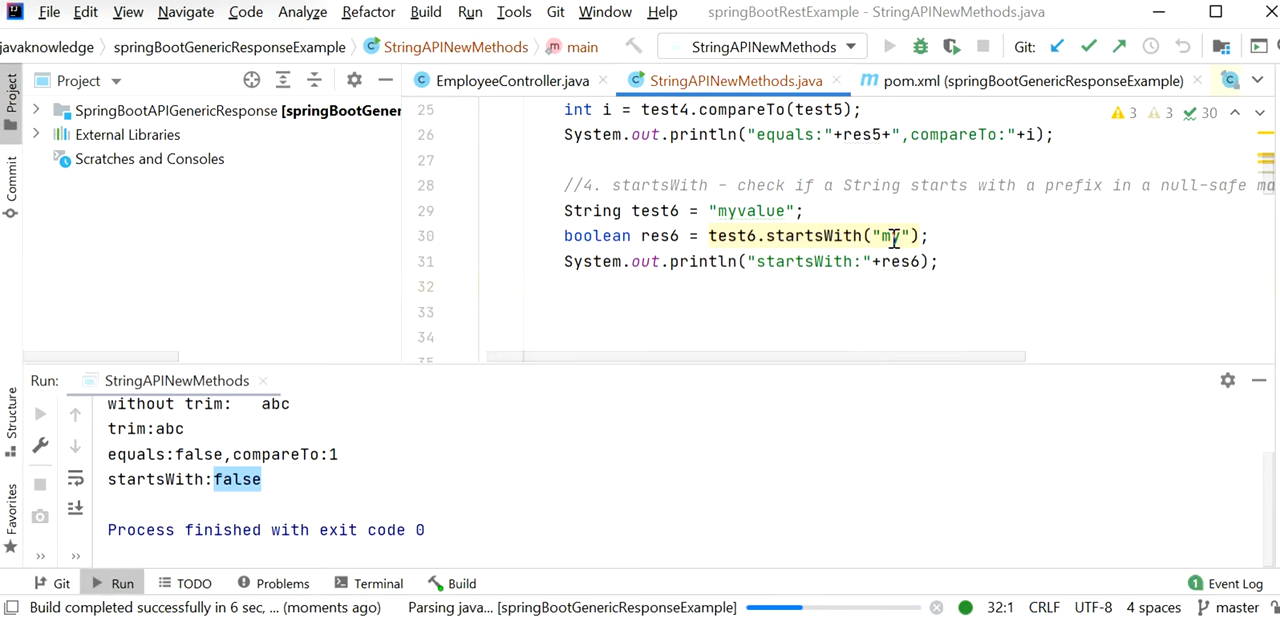 File Edit View Navigate Code Analyze Refactor Build Run Tools Git Window Help springBootRestExample - StringAPINewMethods.java
javaknowledge springBootGenericResponseExample StringAPINewMethods main StringAPINewMethods Git:
Project EmployeeController.java StringAPINewMethods.java pom.xml (springBootGenericResponseExample)
Project
Commit
Structure
Favorites
SpringBootAPIGenericResponse [springBootGener
External Libraries
Scratches and Consoles
3 3 30
25 int i = test4.compareTo(test5);
26 System.out.println("equals:"+res5+",compareTo:"+i);
27
28 //4. startsWith - check if a String starts with a prefix in a null-safe ma
29 String test6 = "myvalue";
30 boolean res6 = test6.startsWith("my");
31 System.out.println("startsWith:"+res6);
32
33
34
35
Run: StringAPINewMethods
without trim: abc
trim:abc
equals:false,compareTo:1
startsWith:false
Process finished with exit code 0
Git Run TODO Problems Terminal Build 1 Event Log
Build completed successfully in 6 sec, ... (moments ago) Parsing java... [springBootGenericResponseExample] 32:1 CRLF UTF-8 4 spaces master